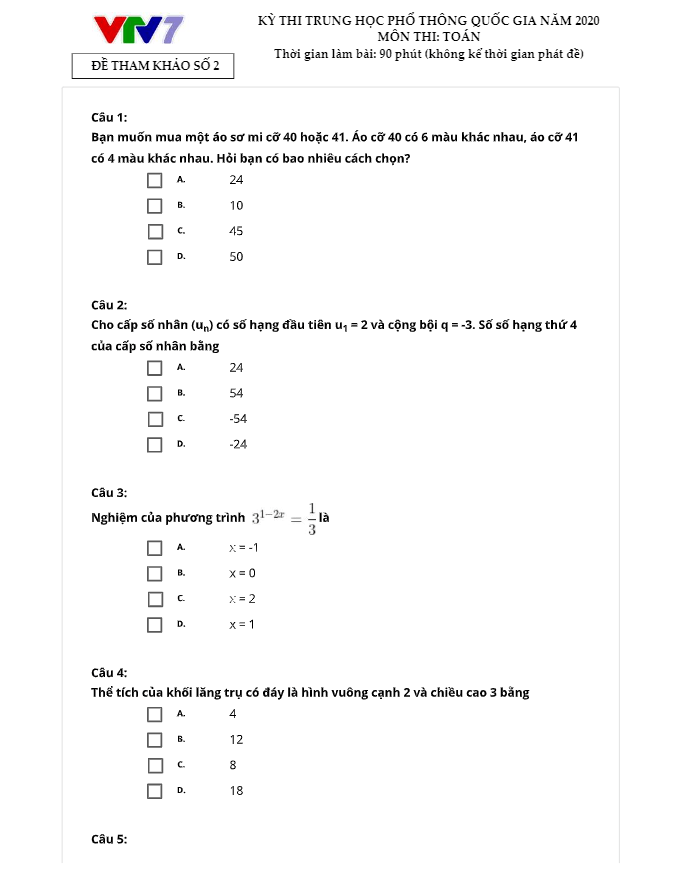 VTV7
KỲ THI TRUNG HỌC PHỔ THÔNG QUỐC GIA NĂM 2020
MÔN THI: TOÁN
Thời gian làm bài: 90 phút (không kể thời gian phát đề)
ĐỀ THAM KHẢO SỐ 2
Câu 1:
Bạn muốn mua một áo sơ mi cỡ 40 hoặc 41. Áo cỡ 40 có 6 màu khác nhau, áo cỡ 41
có 4 màu khác nhau. Hỏi bạn có bao nhiêu cách chọn?
A. 24
B. 10
C. 45
D. 50
Câu 2:
Cho cấp số nhân (uₙ) có số hạng đầu tiên u₁ = 2 và cộng bội q = -3. Số số hạng thứ 4
của cấp số nhân bằng
A. 24
B. 54
C. -54
D. -24
Câu 3:
Nghiệm của phương trình 3^{1−2x} = 1/3 là
A. x = -1
B. x = 0
C. x = 2
D. x = 1
Câu 4:
Thể tích của khối lăng trụ có đáy là hình vuông cạnh 2 và chiều cao 3 bằng
A. 4
B. 12
C. 8
D. 18
Câu 5: